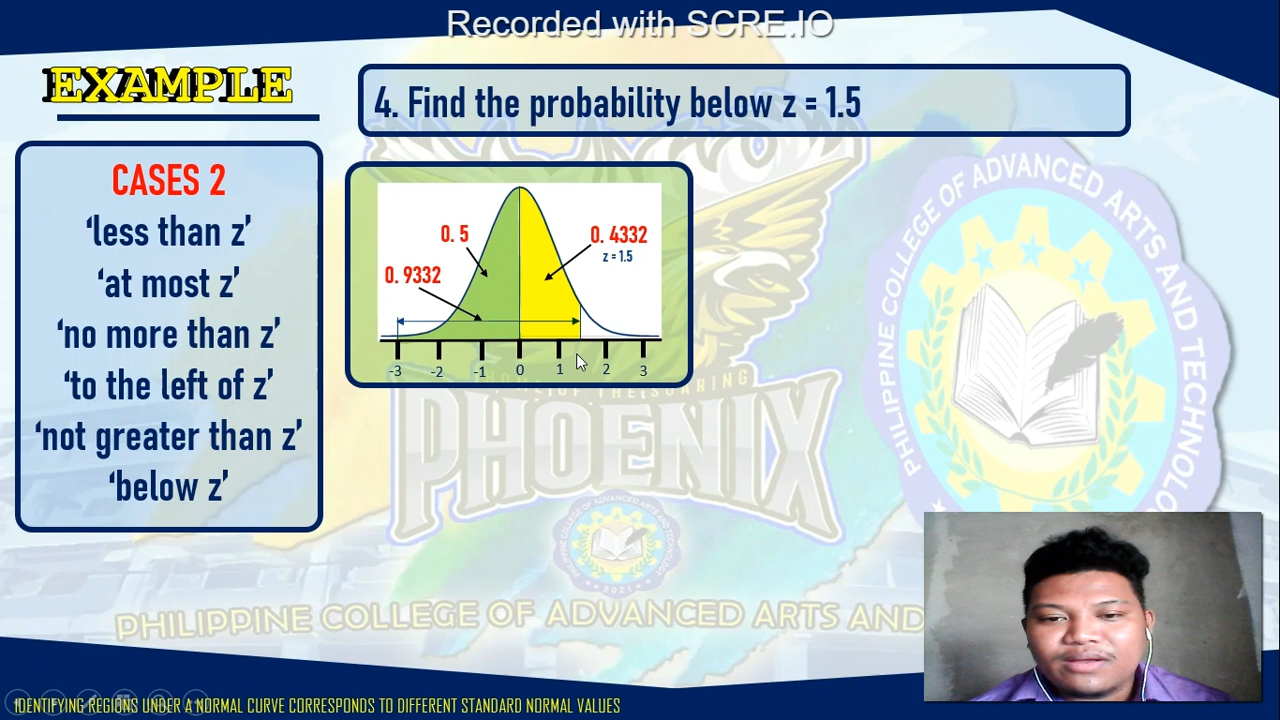 Recorded with SCRE.IO
EXAMPLE
4. Find the probability below z = 1.5
CASES 2
‘less than z’
‘at most z’
‘no more than z’
‘to the left of z’
‘not greater than z’
‘below z’
0. 5
0. 4332
z = 1.5
0. 9332
-3 -2 -1 0 1 2 3
PHOENIX
PHILIPPINE COLLEGE OF ADVANCED ARTS AND TECHNOLO
2021
PHILIPPINE COLLEGE OF ADVANCED ARTS AND
IDENTIFYING REGIONS UNDER A NORMAL CURVE CORRESPONDS TO DIFFERENT STANDARD NORMAL VALUES